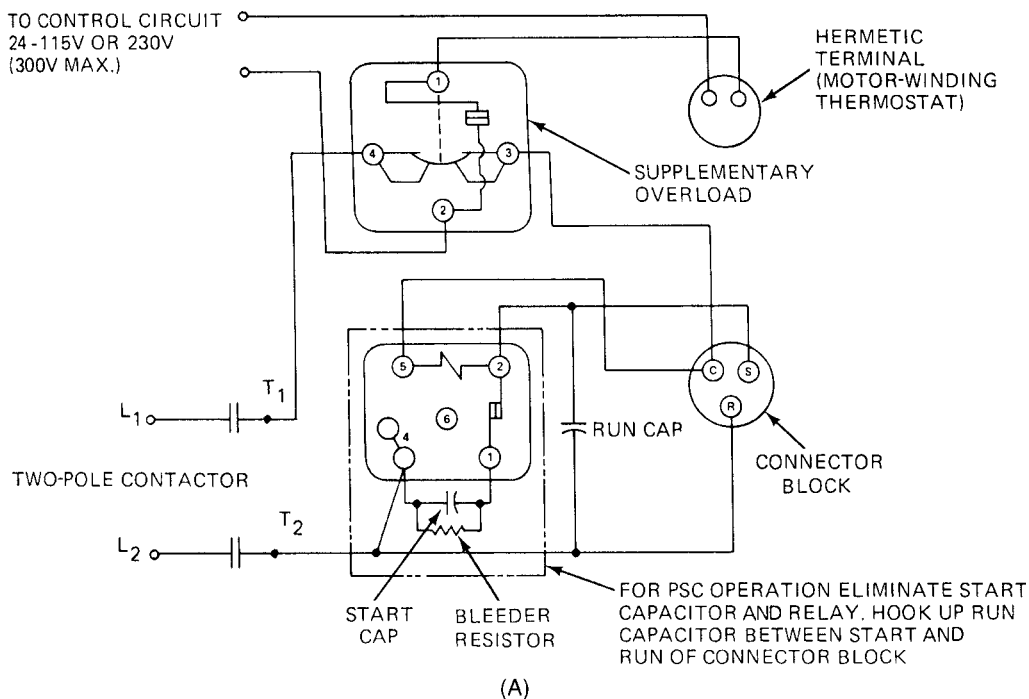 TO CONTROL CIRCUIT
24-115V OR 230V
(300V MAX.)
HERMETIC
TERMINAL
(MOTOR-WINDING
THERMOSTAT)
1
4
3
2
SUPPLEMENTARY
OVERLOAD
5
2
C
S
R
6
4
1
T1
L1
RUN CAP
CONNECTOR
BLOCK
TWO-POLE CONTACTOR
T2
L2
START
CAP
BLEEDER
RESISTOR
FOR PSC OPERATION ELIMINATE START
CAPACITOR AND RELAY. HOOK UP RUN
CAPACITOR BETWEEN START AND
RUN OF CONNECTOR BLOCK
(A)